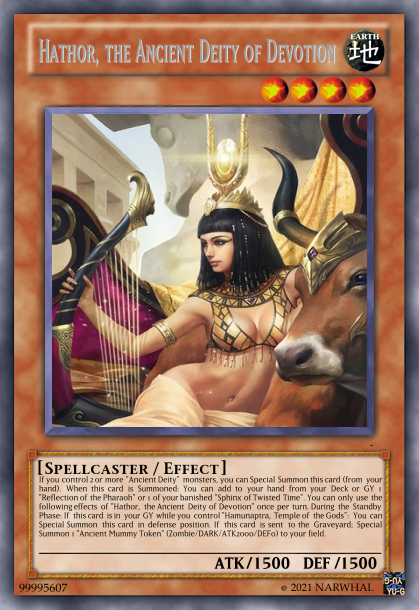 HATHOR, THE ANCIENT DEITY OF DEVOTION
EARTH
地
-
[SPELLCASTER / EFFECT]
If you control 2 or more "Ancient Deity" monsters, you can Special Summon this card (from your
hand). When this card is Summoned: You can add to your hand from your Deck or GY 1
"Reflection of the Pharaoh" or 1 of your banished "Sphinx of Twisted Time". You can only use the
following effects of "Hathor, the Ancient Deity of Devotion" once per turn. During the Standby
Phase: If this card is in your GY while you control "Hamunaptra, Temple of the Gods": You can
Special Summon this card in defense position. If this card is sent to the Graveyard; Special
Summon 1 "Ancient Mummy Token" (Zombie/DARK/ATK2000/DEF0) to your field.
ATK/1500 DEF/1500
99995607
© 2021 NARWHAL
YU-G